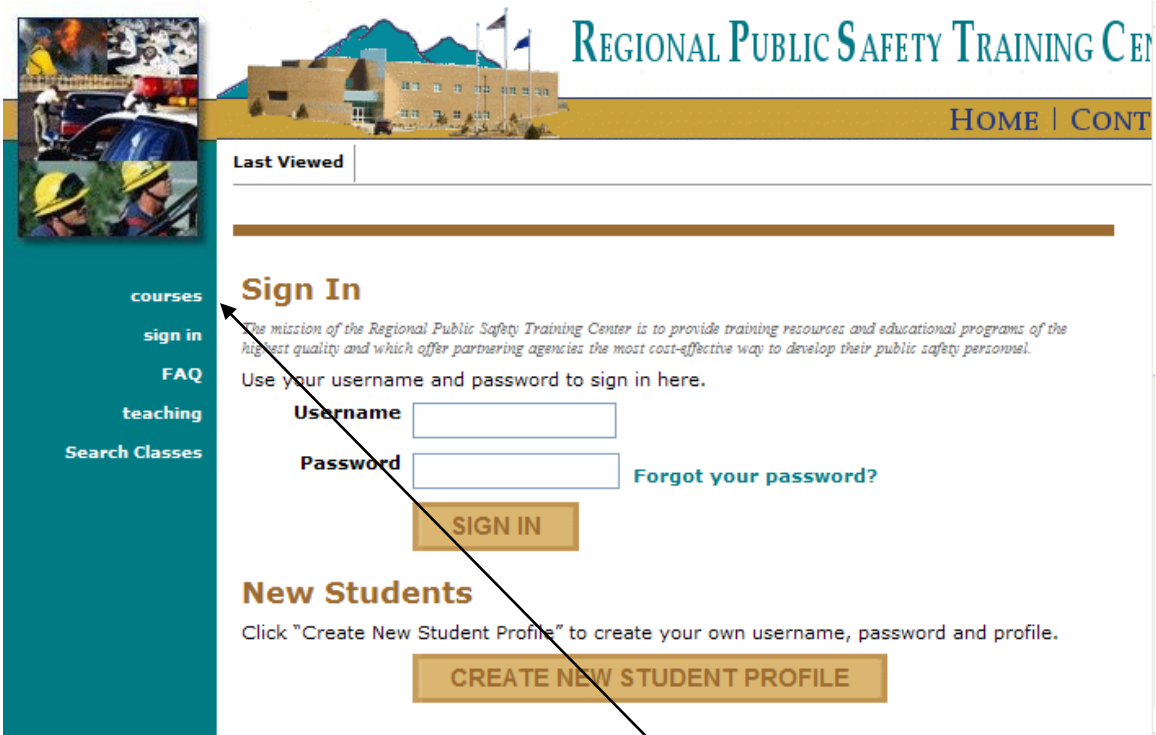 REGIONAL PUBLIC SAFETY TRAINING CEN
HOME | CONT
Last Viewed
courses
sign in
FAQ
teaching
Search Classes
Sign In
The mission of the Regional Public Safety Training Center is to provide training resources and educational programs of the
highest quality and which offer partnering agencies the most cost-effective way to develop their public safety personnel.
Use your username and password to sign in here.
Username
Password
Forgot your password?
SIGN IN
New Students
Click “Create New Student Profile” to create your own username, password and profile.
CREATE NEW STUDENT PROFILE